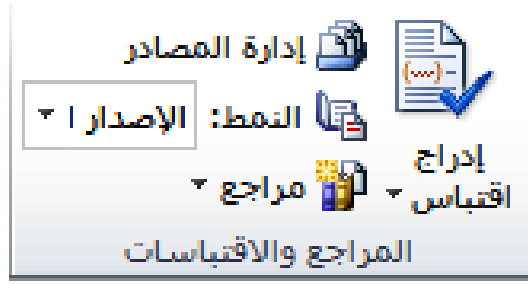 إدراج
اقتباس
إدارة المصادر
النمط: الإصدار ا
مراجع
المراجع والاقتباسات